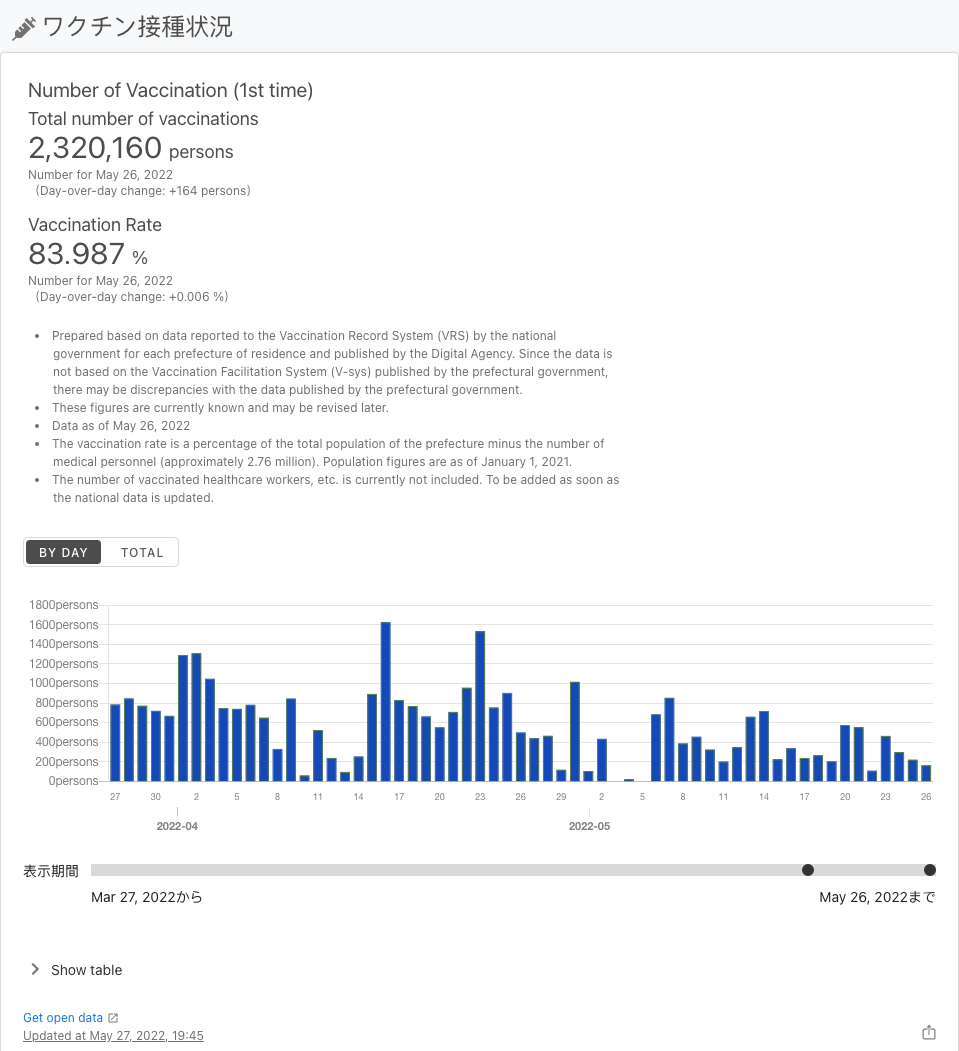 ワクチン接種状況
Number of Vaccination (1st time)
Total number of vaccinations
2,320,160 persons
Number for May 26, 2022
(Day-over-day change: +164 persons)
Vaccination Rate
83.987 %
Number for May 26, 2022
(Day-over-day change: +0.006 %)
• Prepared based on data reported to the Vaccination Record System (VRS) by the national
government for each prefecture of residence and published by the Digital Agency. Since the data is
not based on the Vaccination Facilitation System (V-sys) published by the prefectural government,
there may be discrepancies with the data published by the prefectural government.
• These figures are currently known and may be revised later.
• Data as of May 26, 2022
• The vaccination rate is a percentage of the total population of the prefecture minus the number of
medical personnel (approximately 2.76 million). Population figures are as of January 1, 2021.
• The number of vaccinated healthcare workers, etc. is currently not included. To be added as soon as
the national data is updated.
BY DAY TOTAL
1800persons
1600persons
1400persons
1200persons
1000persons
800persons
600persons
400persons
200persons
0persons
27 30 2 5 8 11 14 17 20 23 26 29 2 5 8 11 14 17 20 23 26
2022-04 2022-05
表示期間
Mar 27, 2022から May 26, 2022まで
Show table
Get open data
Updated at May 27, 2022, 19:45